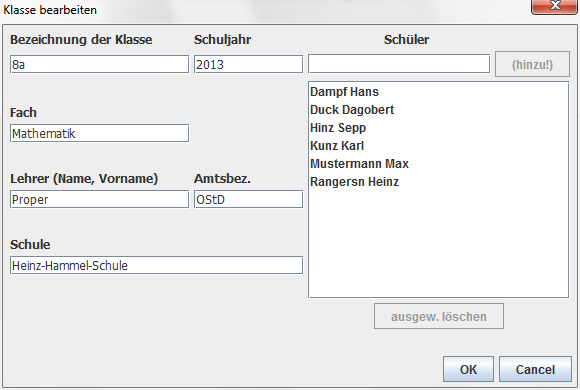 Klasse bearbeiten
Bezeichnung der Klasse Schuljahr Schüler
8a 2013 (hinzu!)
Dampf Hans
Duck Dagobert
Fach
Hinz Sepp
Mathematik
Kunz Karl
Mustermann Max
Lehrer (Name, Vorname) Amtsbez.
Rangersn Heinz
Proper OStD
Schule
Heinz-Hammel-Schule
ausgew. löschen
OK Cancel